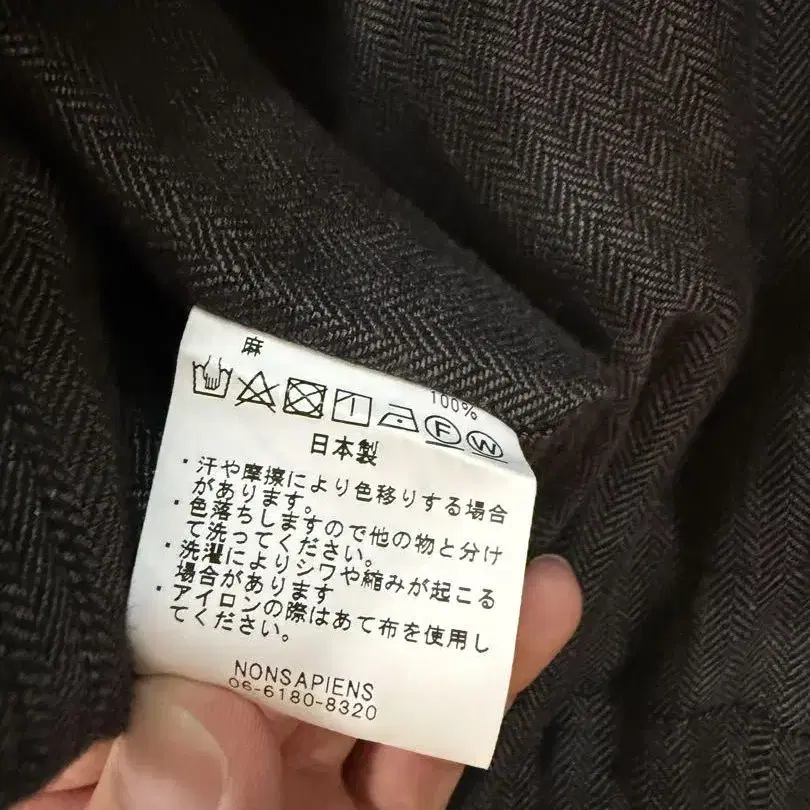 麻
100%
F W
日本製
・汗や摩擦により色移りする場合
があります。
・色落ちしますので他の物と分け
て洗ってください。
・洗濯によりシワや縮みが起こる
場合があります
・アイロンの際はあて布を使用し
てください。
NONSAPIENS
06-6180-8320